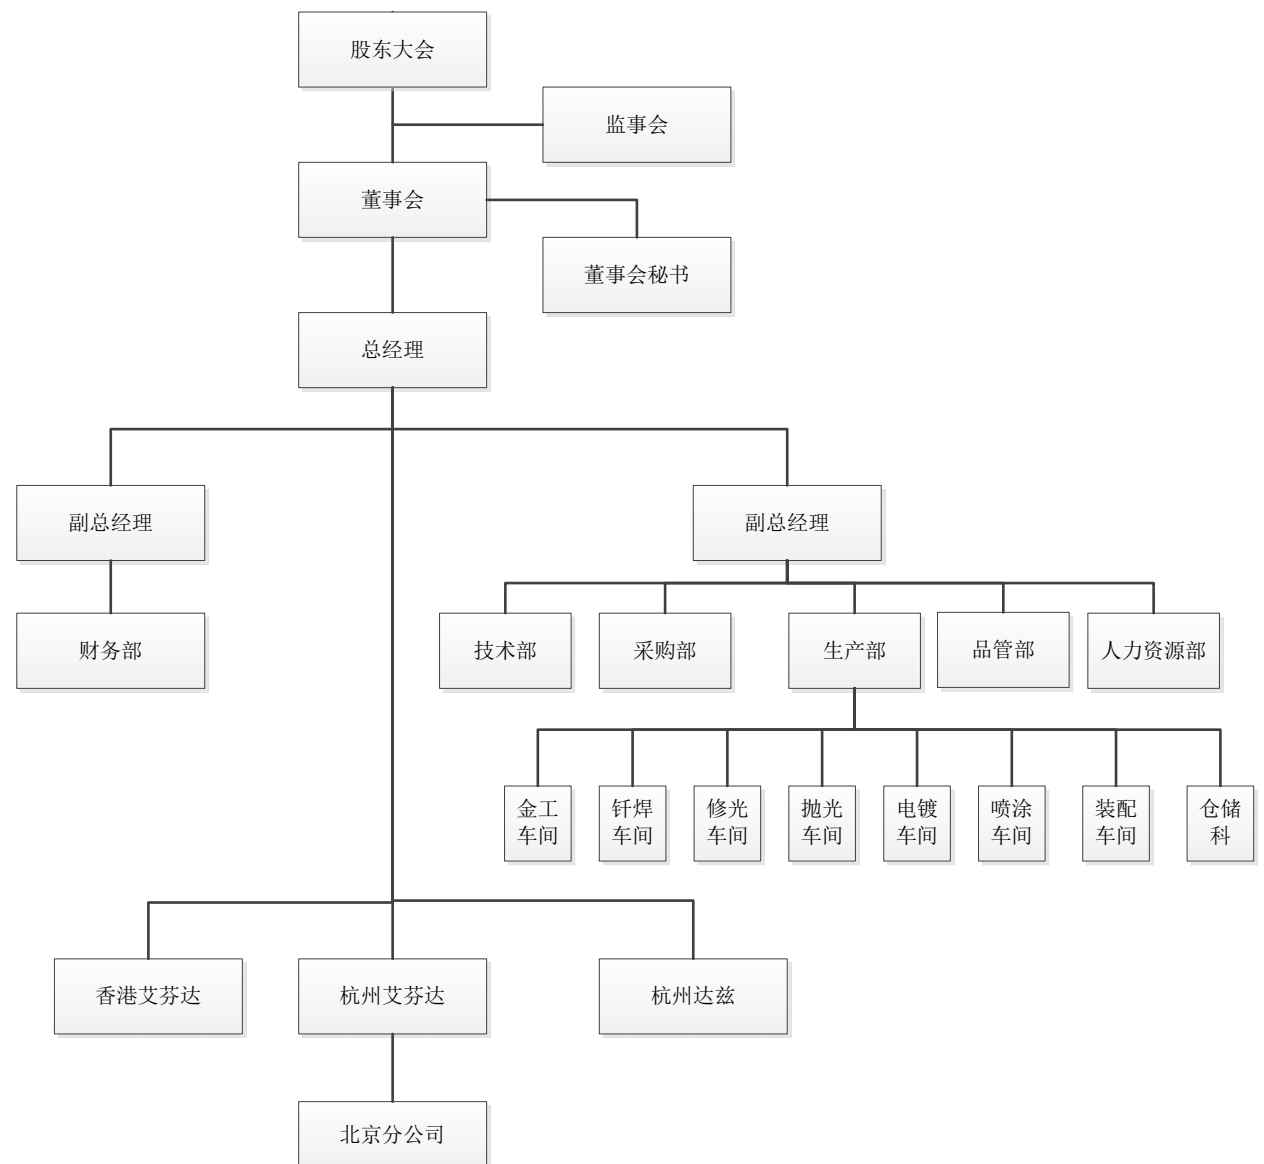 股东大会
监事会
董事会
董事会秘书
总经理
副总经理
副总经理
财务部
技术部
采购部
生产部
品管部
人力资源部
金工
车间
钎焊
车间
修光
车间
抛光
车间
电镀
车间
喷涂
车间
装配
车间
仓储
科
香港艾芬达
杭州艾芬达
杭州达兹
北京分公司